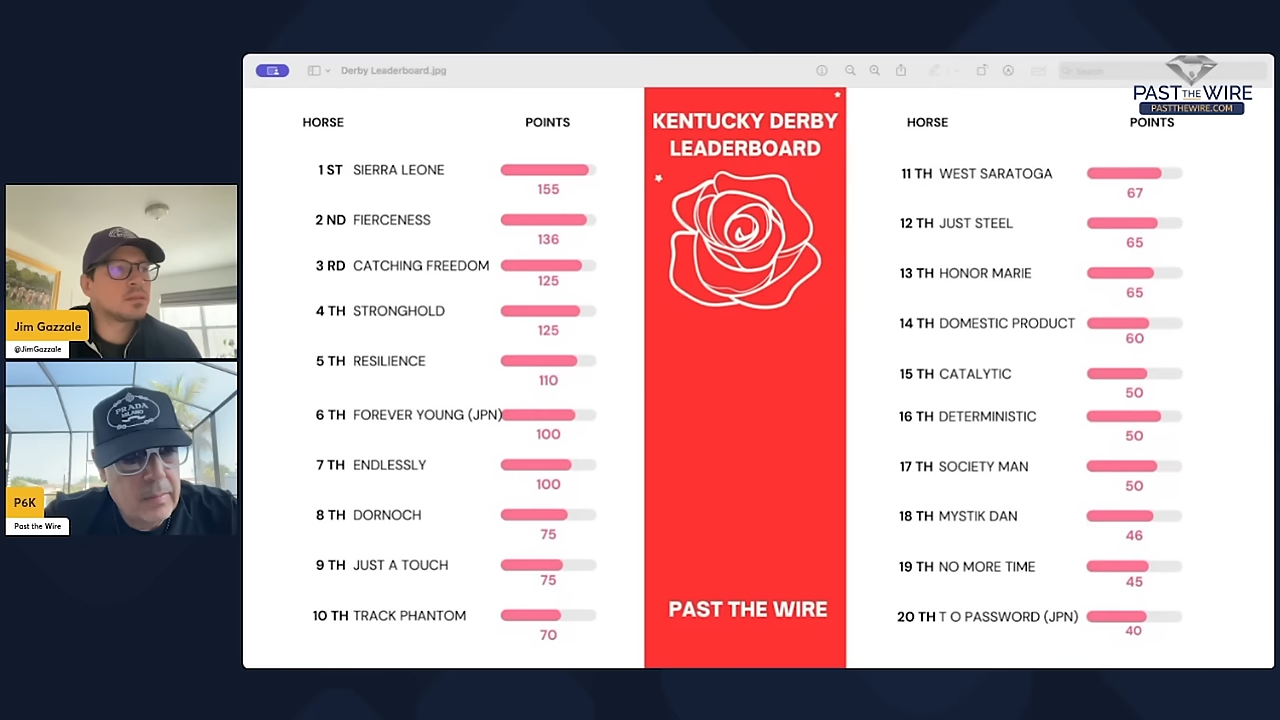 Derby Leaderboard.jpg
Search
PAST THE WIRE
PASTTHEWIRE.COM
HORSE POINTS
1 ST SIERRA LEONE
155
2 ND FIERCENESS
136
3 RD CATCHING FREEDOM
125
4 TH STRONGHOLD
125
5 TH RESILIENCE
110
6 TH FOREVER YOUNG (JPN)
100
7 TH ENDLESSLY
100
8 TH DORNOCH
75
9 TH JUST A TOUCH
75
10 TH TRACK PHANTOM
70
KENTUCKY DERBY
LEADERBOARD
PAST THE WIRE
HORSE POINTS
11 TH WEST SARATOGA
67
12 TH JUST STEEL
65
13 TH HONOR MARIE
65
14 TH DOMESTIC PRODUCT
60
15 TH CATALYTIC
50
16 TH DETERMINISTIC
50
17 TH SOCIETY MAN
50
18 TH MYSTIK DAN
46
19 TH NO MORE TIME
45
20 TH T O PASSWORD (JPN)
40
Jim Gazzale
@JimGazzale
PRADA
MILANO
P6K
Past the Wire